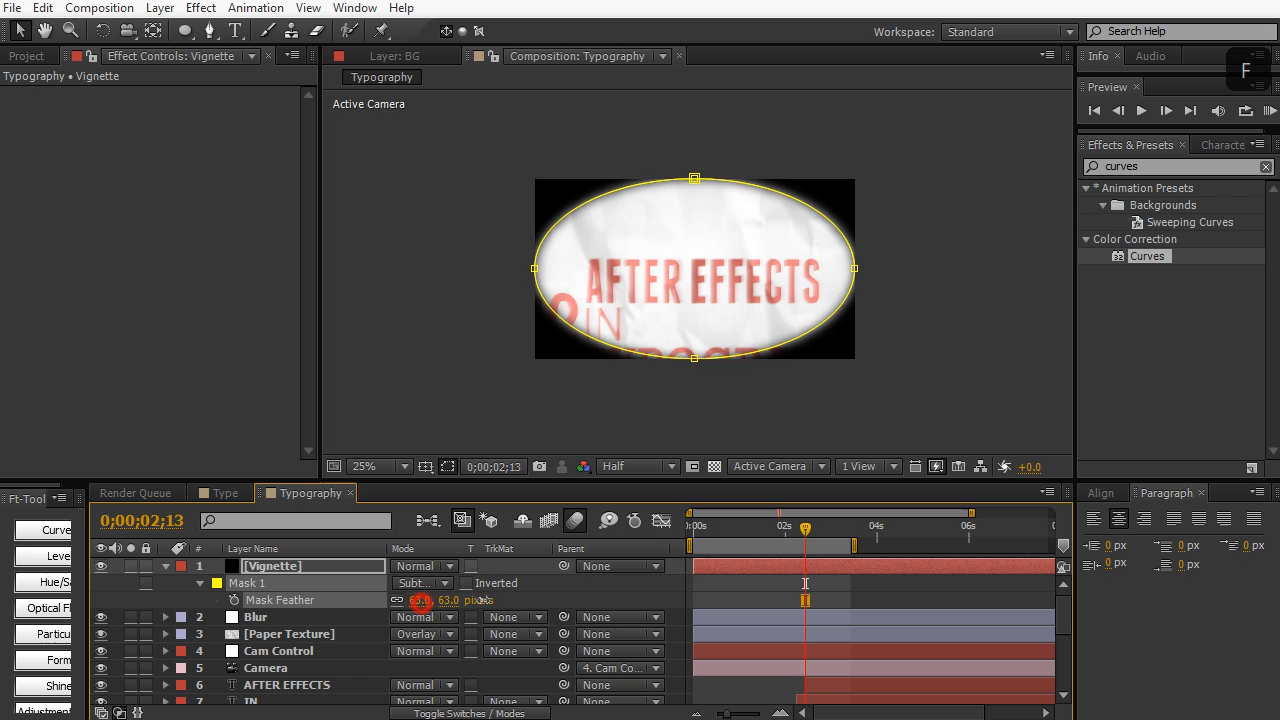 File Edit Composition Layer Effect Animation View Window Help
Workspace: Standard Search Help
Project Effect Controls: Vignette Layer: BG Composition: Typography Info Audio
Typography • Vignette Typography F
Active Camera Preview
Effects & Presets Characte
curves
* Animation Presets
Backgrounds
Sweeping Curves
Color Correction
Curves
AFTER EFFECTS
IN
25% 0;00;02;13 Half Active Camera 1 View +0.0
Ft-Tool Render Queue Type Typography Align Paragraph
0;00;02;13 0:00s 02s 04s 06s
Curve
Leve
Hue/Sa
Optical Fl
Particu
Form
Shine
Adjustment
# Layer Name Mode T TrkMat Parent
1 [Vignette] Normal None
Mask 1 Subt... Inverted
Mask Feather 63.0, 63.0 pixels
2 Blur Normal None None
3 [Paper Texture] Overlay None None
4 Cam Control Normal None None
5 Camera 4. Cam Co...
6 AFTER EFFECTS Normal None
7 IN Normal None None
Toggle Switches / Modes
0 px 0 px 0 px
0 px 0 px